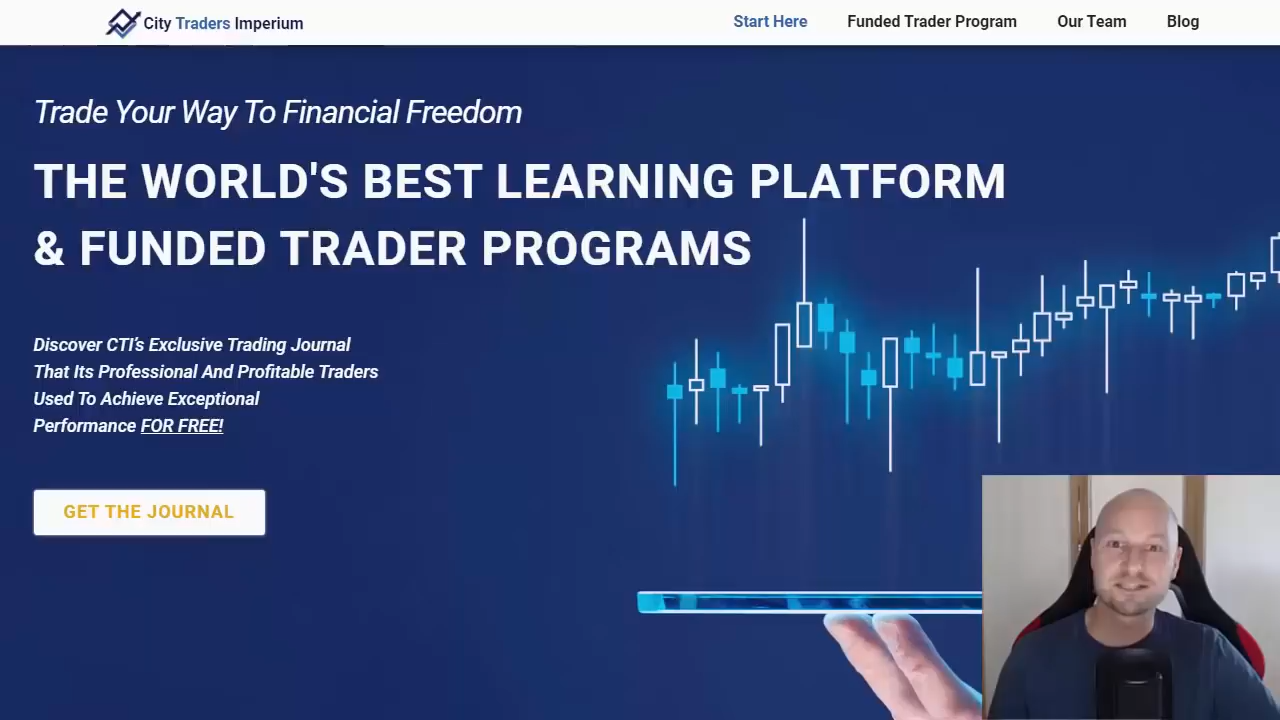 City Traders Imperium
Start Here
Funded Trader Program
Our Team
Blog
Trade Your Way To Financial Freedom
THE WORLD'S BEST LEARNING PLATFORM
& FUNDED TRADER PROGRAMS
Discover CTI's Exclusive Trading Journal
That Its Professional And Profitable Traders
Used To Achieve Exceptional
Performance FOR FREE!
GET THE JOURNAL